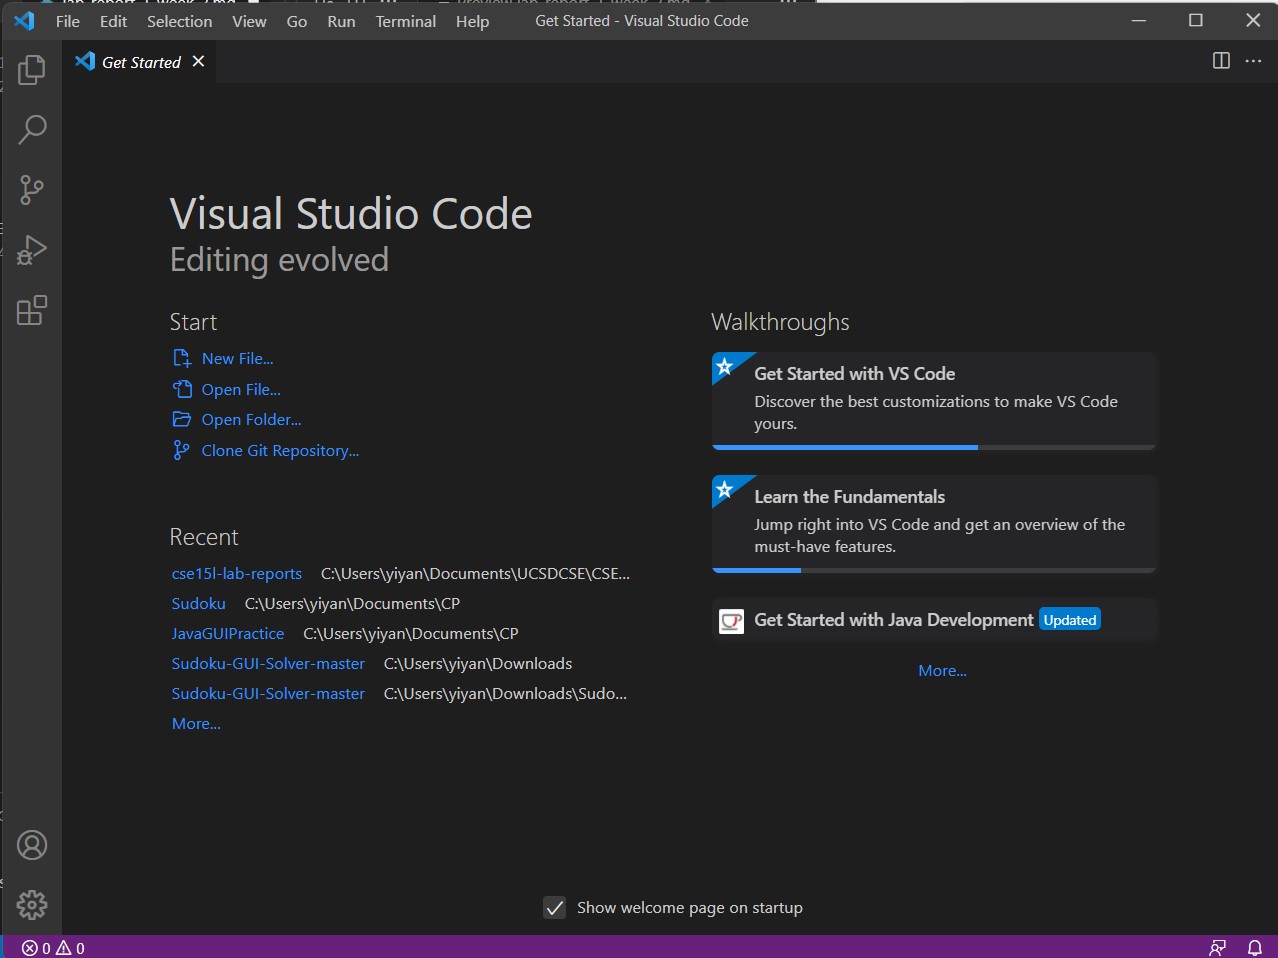 File Edit Selection View Go Run Terminal Help Get Started - Visual Studio Code
Get Started
Visual Studio Code
Editing evolved
Start
New File...
Open File...
Open Folder...
Clone Git Repository...
Recent
cse15l-lab-reports C:\Users\yiyan\Documents\UCSDCSE\CSE...
Sudoku C:\Users\yiyan\Documents\CP
JavaGUIPractice C:\Users\yiyan\Documents\CP
Sudoku-GUI-Solver-master C:\Users\yiyan\Downloads
Sudoku-GUI-Solver-master C:\Users\yiyan\Downloads\Sudo...
More...
Walkthroughs
Get Started with VS Code
Discover the best customizations to make VS Code
yours.
Learn the Fundamentals
Jump right into VS Code and get an overview of the
must-have features.
Get Started with Java Development Updated
More...
Show welcome page on startup
0 0